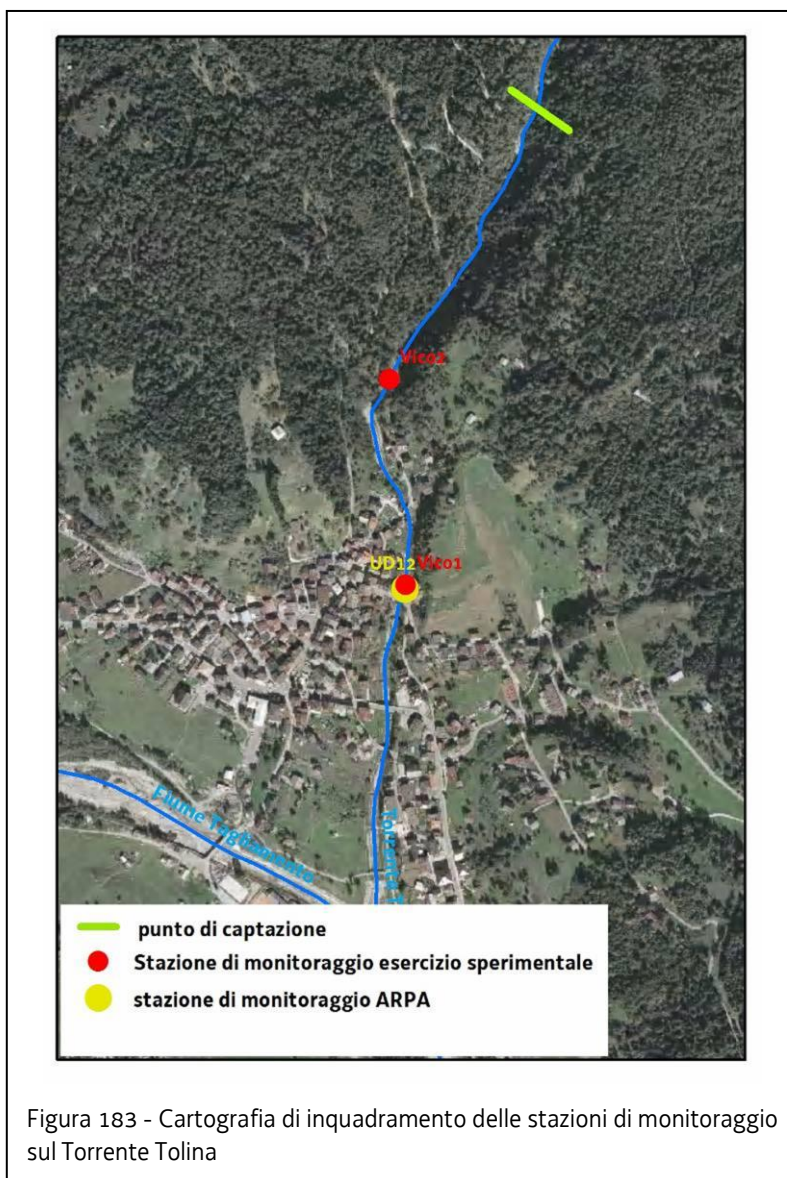 Vico2
UD12 Vico1
Fiume Tagliamento
Torrente T
punto di captazione
Stazione di monitoraggio esercizio sperimentale
stazione di monitoraggio ARPA
Figura 183 - Cartografia di inquadramento delle stazioni di monitoraggio
sul Torrente Tolina